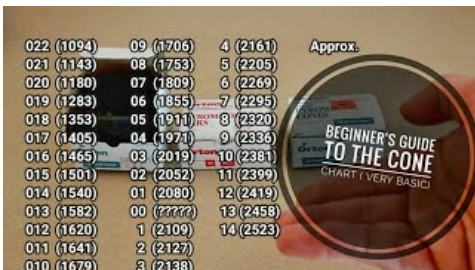 022 (1094) 09 (1706) 4 (2161) Approx.
021 (1143) 08 (1753) 5 (2205)
020 (1180) 07 (1809) 6 (2269)
019 (1283) 06 (1855) 7 (2295)
018 (1353) 05 (1911) 8 (2320)
017 (1405) 04 (1971) 9 (2336)
016 (1465) 03 (2019) 10 (2381)
015 (1501) 02 (2052) 11 (2399)
014 (1540) 01 (2080) 12 (2419)
013 (1582) 00 (?????) 13 (2458)
012 (1620) 1 (2109) 14 (2523)
011 (1641) 2 (2127)
010 (1679) 3 (2138)
BEGINNER'S GUIDE
TO THE CONE
CHART ( VERY BASIC)